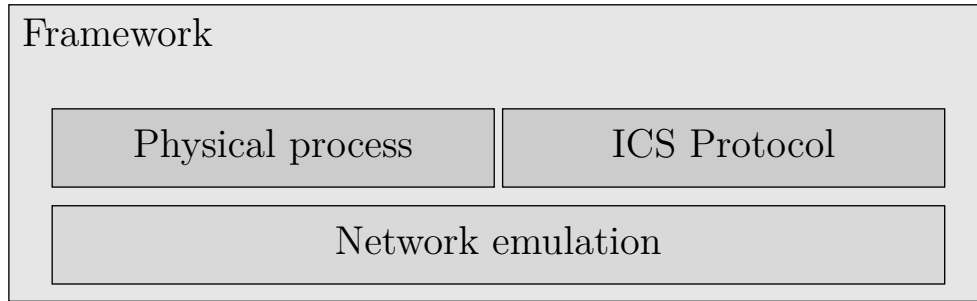 Framework
Physical process
ICS Protocol
Network emulation